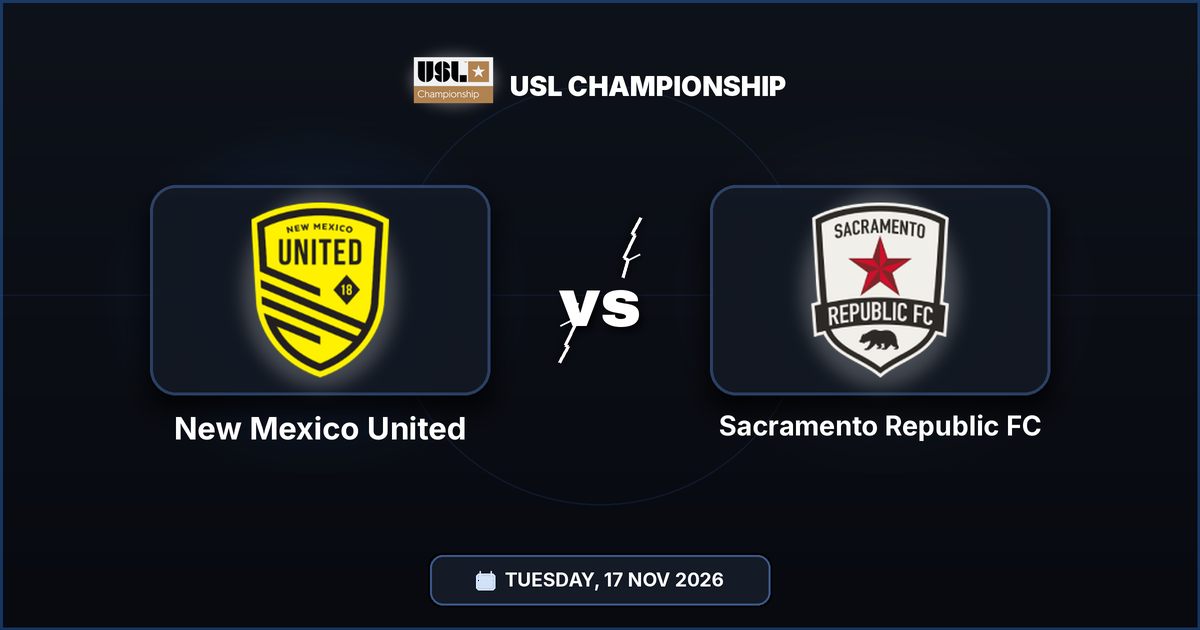 USL
Championship
USL CHAMPIONSHIP
NEW MEXICO
UNITED
18
VS
SACRAMENTO
REPUBLIC FC
New Mexico United
Sacramento Republic FC
TUESDAY, 17 NOV 2026